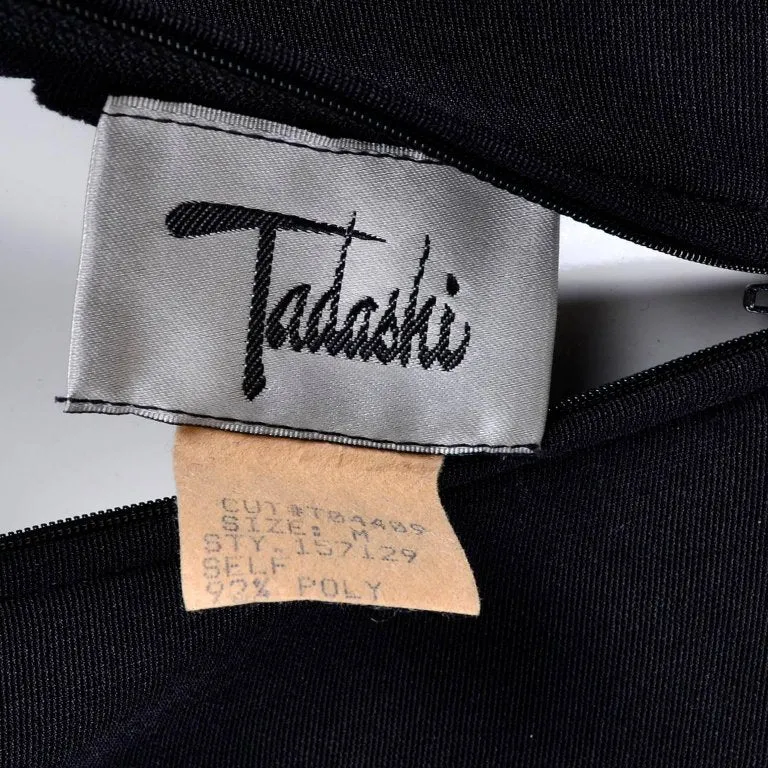 Tadashi
CUT#T04409
SIZE: M
STY.157129
SELF
92% POLY